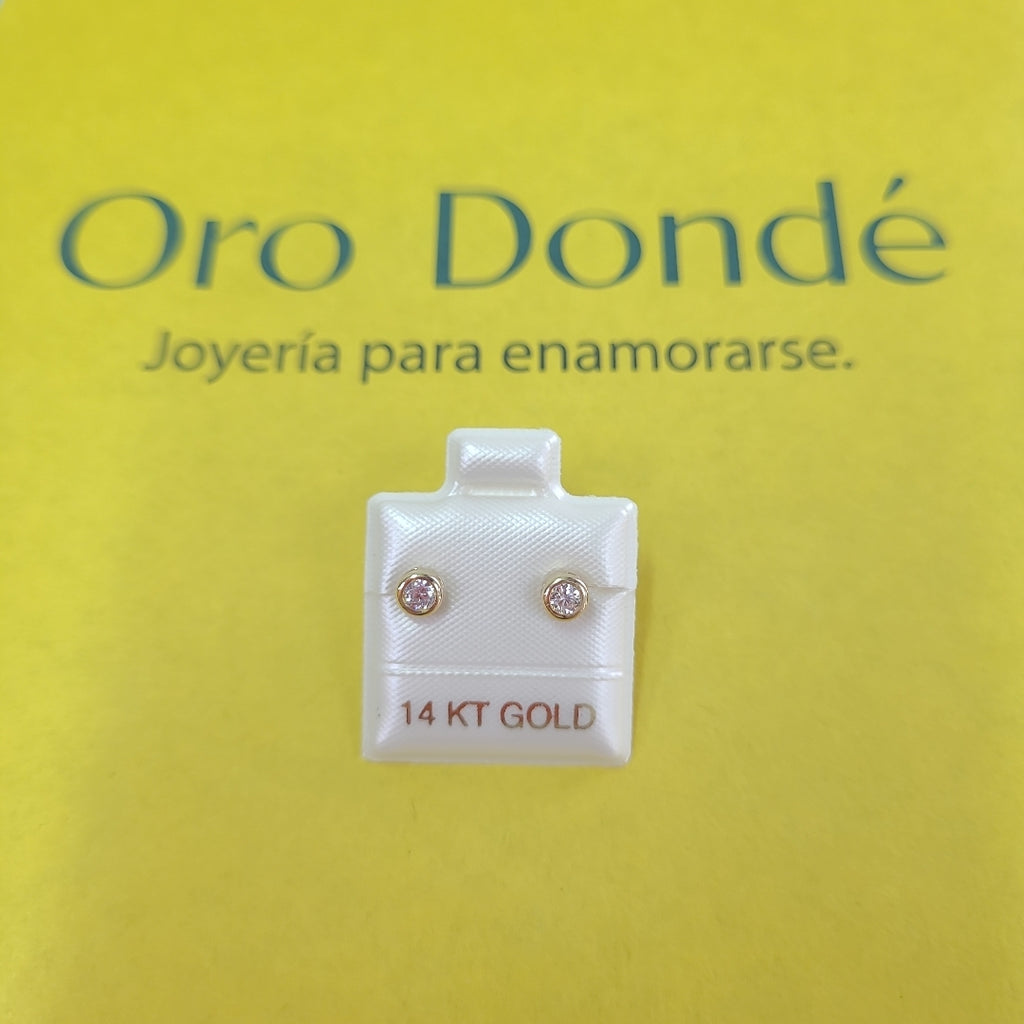 Oro Dondé
Joyería para enamorarse.
14 KT GOLD